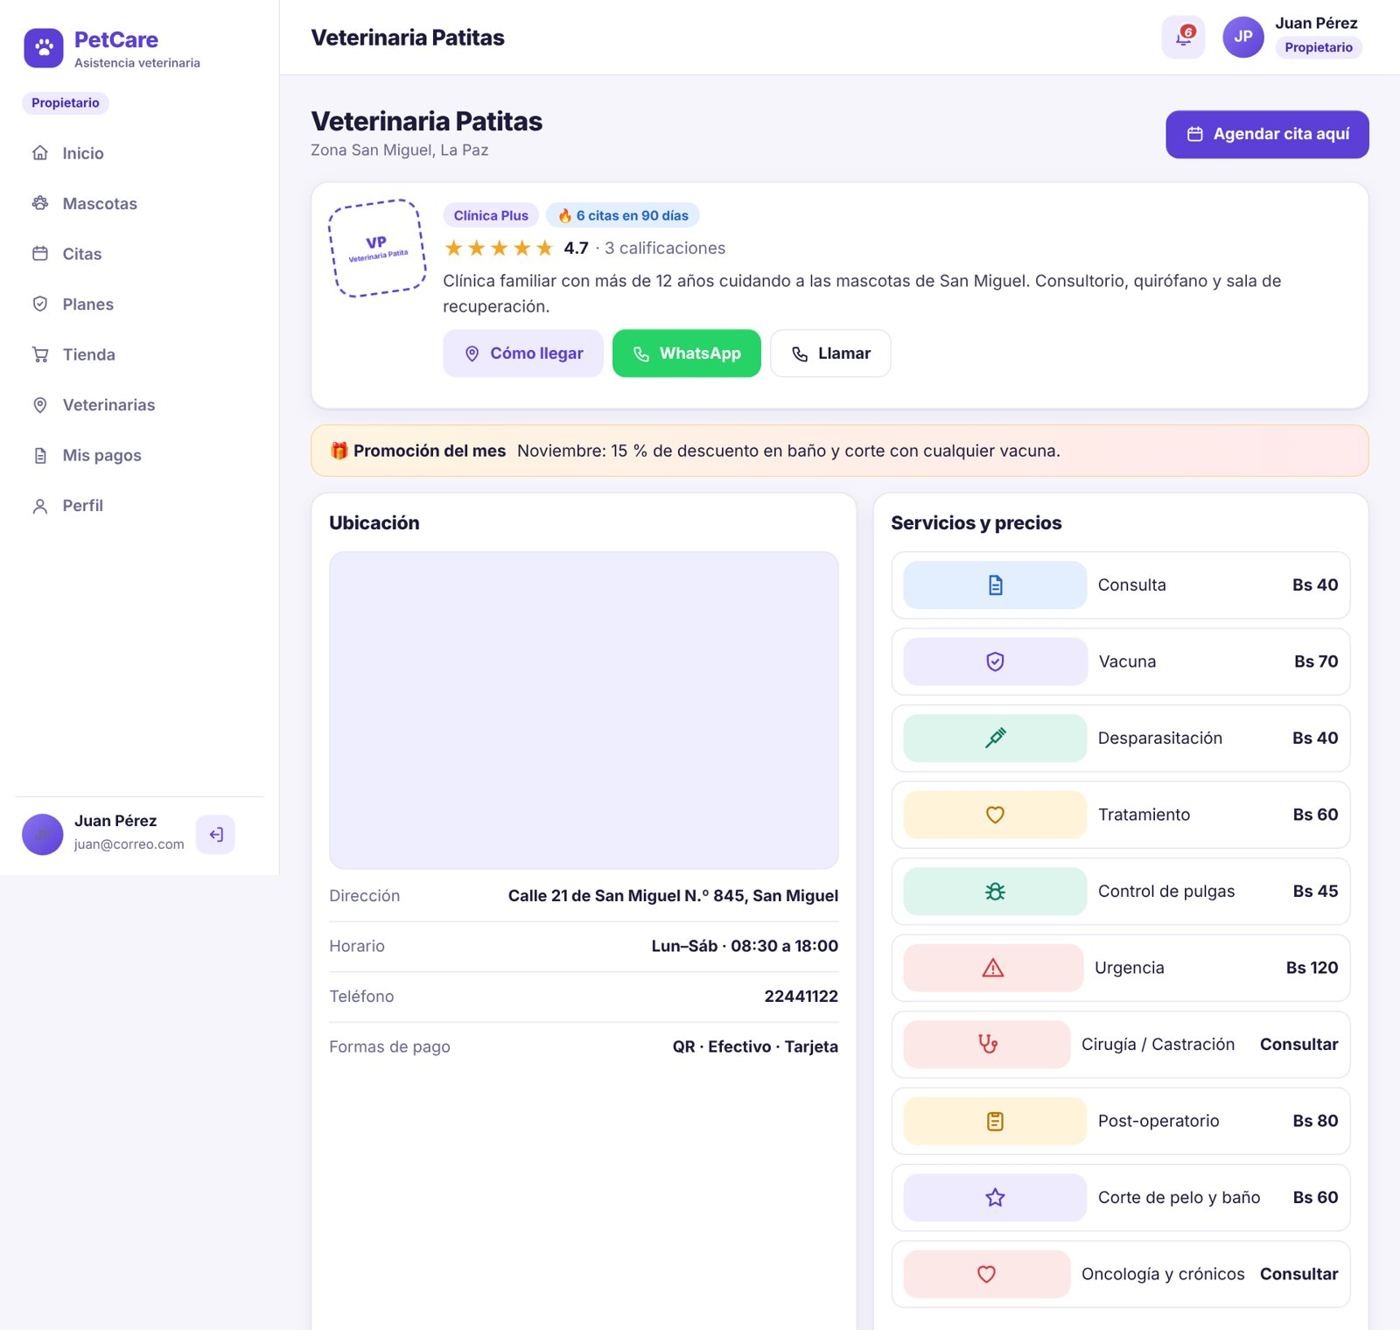 PetCare
Asistencia veterinaria
Propietario
Inicio
Mascotas
Citas
Planes
Tienda
Veterinarias
Mis pagos
Perfil
Juan Pérez
juan@correo.com
Veterinaria Patitas
6
JP
Juan Pérez
Propietario
Veterinaria Patitas
Zona San Miguel, La Paz
Agendar cita aquí
VP
Veterinaria Patita
Clínica Plus
🔥 6 citas en 90 días
★★★★★ 4.7 · 3 calificaciones
Clínica familiar con más de 12 años cuidando a las mascotas de San Miguel. Consultorio, quirófano y sala de
recuperación.
Cómo llegar
WhatsApp
Llamar
🎁 Promoción del mes Noviembre: 15 % de descuento en baño y corte con cualquier vacuna.
Ubicación
Dirección Calle 21 de San Miguel N.º 845, San Miguel
Horario Lun–Sáb · 08:30 a 18:00
Teléfono 22441122
Formas de pago QR · Efectivo · Tarjeta
Servicios y precios
Consulta Bs 40
Vacuna Bs 70
Desparasitación Bs 40
Tratamiento Bs 60
Control de pulgas Bs 45
Urgencia Bs 120
Cirugía / Castración Consultar
Post-operatorio Bs 80
Corte de pelo y baño Bs 60
Oncología y crónicos Consultar